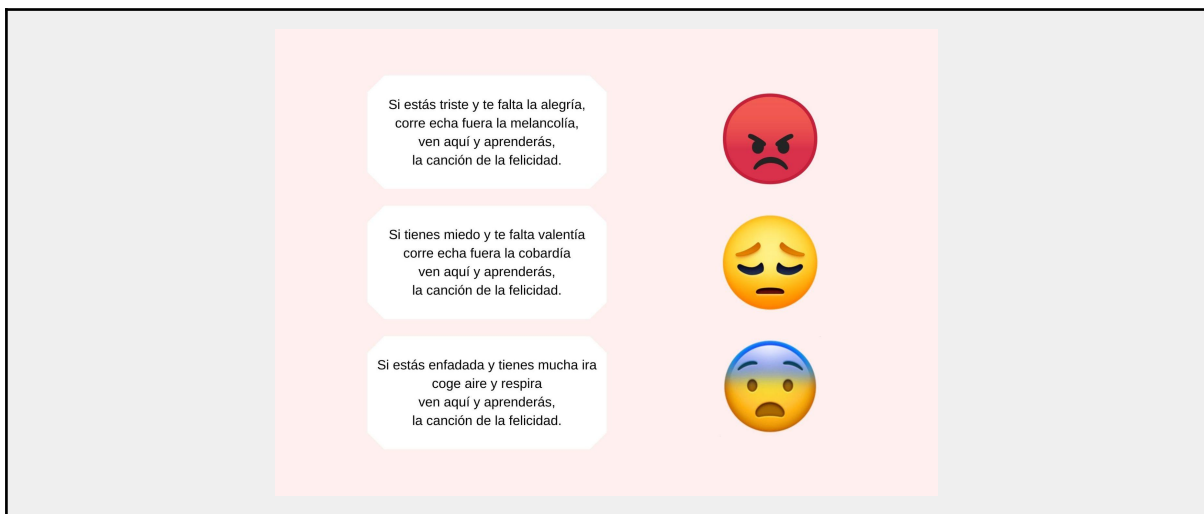 Si estás triste y te falta la alegría,
corre echa fuera la melancolía,
ven aquí y aprenderás,
la canción de la felicidad.
Si tienes miedo y te falta valentía
corre echa fuera la cobardía
ven aquí y aprenderás,
la canción de la felicidad.
Si estás enfadada y tienes mucha ira
coge aire y respira
ven aquí y aprenderás,
la canción de la felicidad.